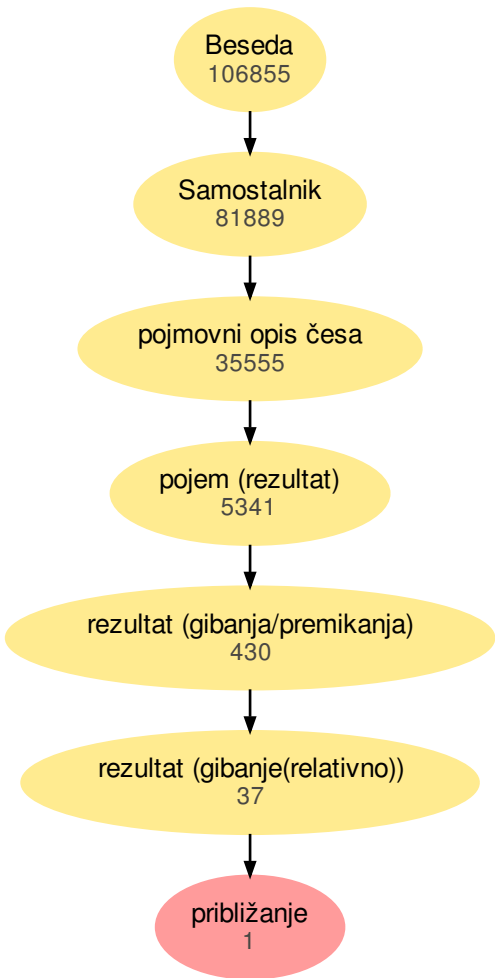 Beseda
106855
Samostalnik
81889
pojmovni opis česa
35555
pojem (rezultat)
5341
rezultat (gibanja/premikanja)
430
rezultat (gibanje(relativno))
37
približanje
1